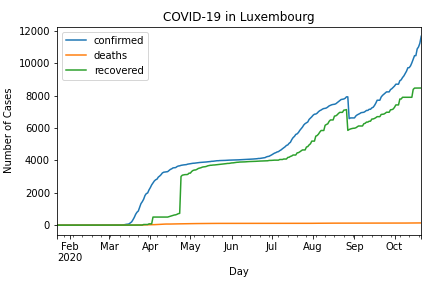 COVID-19 in Luxembourg
confirmed
deaths
recovered
12000
10000
8000
6000
4000
2000
0
Number of Cases
Feb Mar Apr May Jun Jul Aug Sep Oct
2020
Day